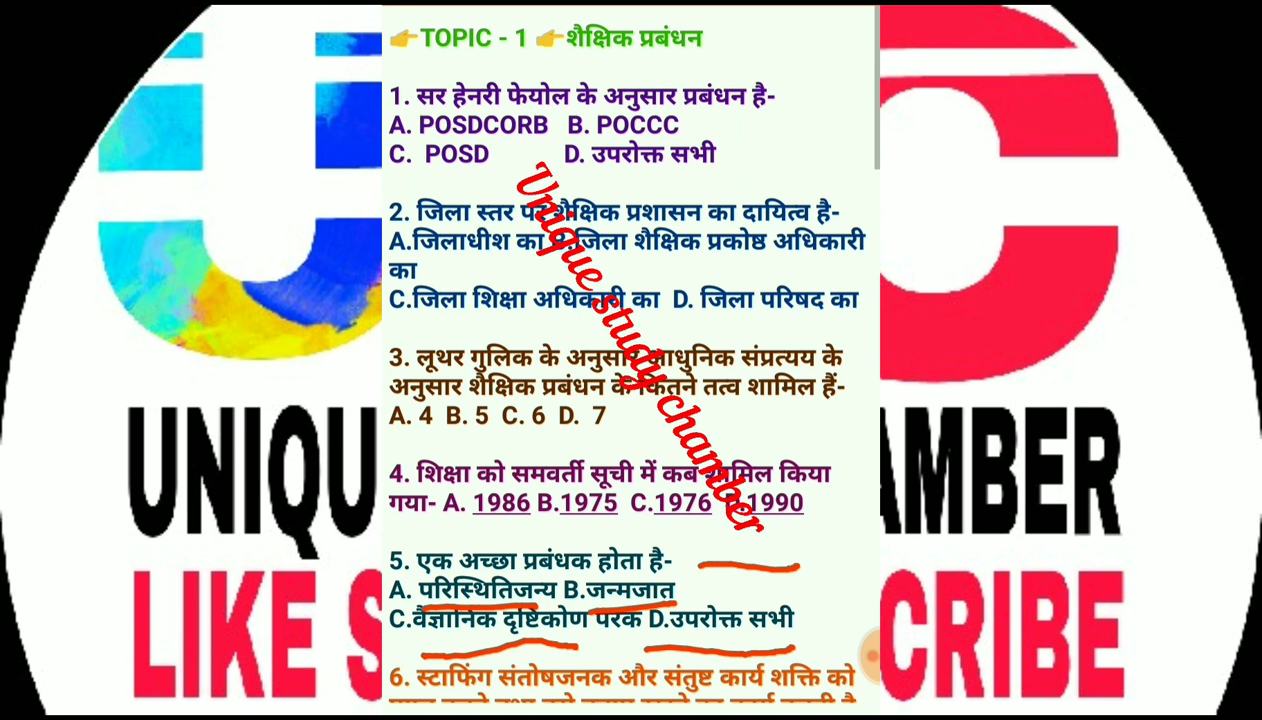 👉TOPIC - 1 👉शैक्षिक प्रबंधन
1. सर हेनरी फेयोल के अनुसार प्रबंधन है-
A. POSDCORB B. POCCC
C. POSD D. उपरोक्त सभी
2. जिला स्तर पर शैक्षिक प्रशासन का दायित्व है-
A.जिलाधीश का B.जिला शैक्षिक प्रकोष्ठ अधिकारी
का
C.जिला शिक्षा अधिकारी का D. जिला परिषद का
3. लूथर गुलिक के अनुसार आधुनिक संप्रत्यय के
अनुसार शैक्षिक प्रबंधन के कितने तत्व शामिल हैं-
A. 4 B. 5 C. 6 D. 7
4. शिक्षा को समवर्ती सूची में कब शामिल किया
गया- A. 1986 B.1975 C.1976 D.1990
5. एक अच्छा प्रबंधक होता है-
A. परिस्थितिजन्य B.जन्मजात
C.वैज्ञानिक दृष्टिकोण परक D.उपरोक्त सभी
6. स्टाफिंग संतोषजनक और संतुष्ट कार्य शक्ति को
Unique study chamber
UNIQU
AMBER
LIKE S
CRIBE